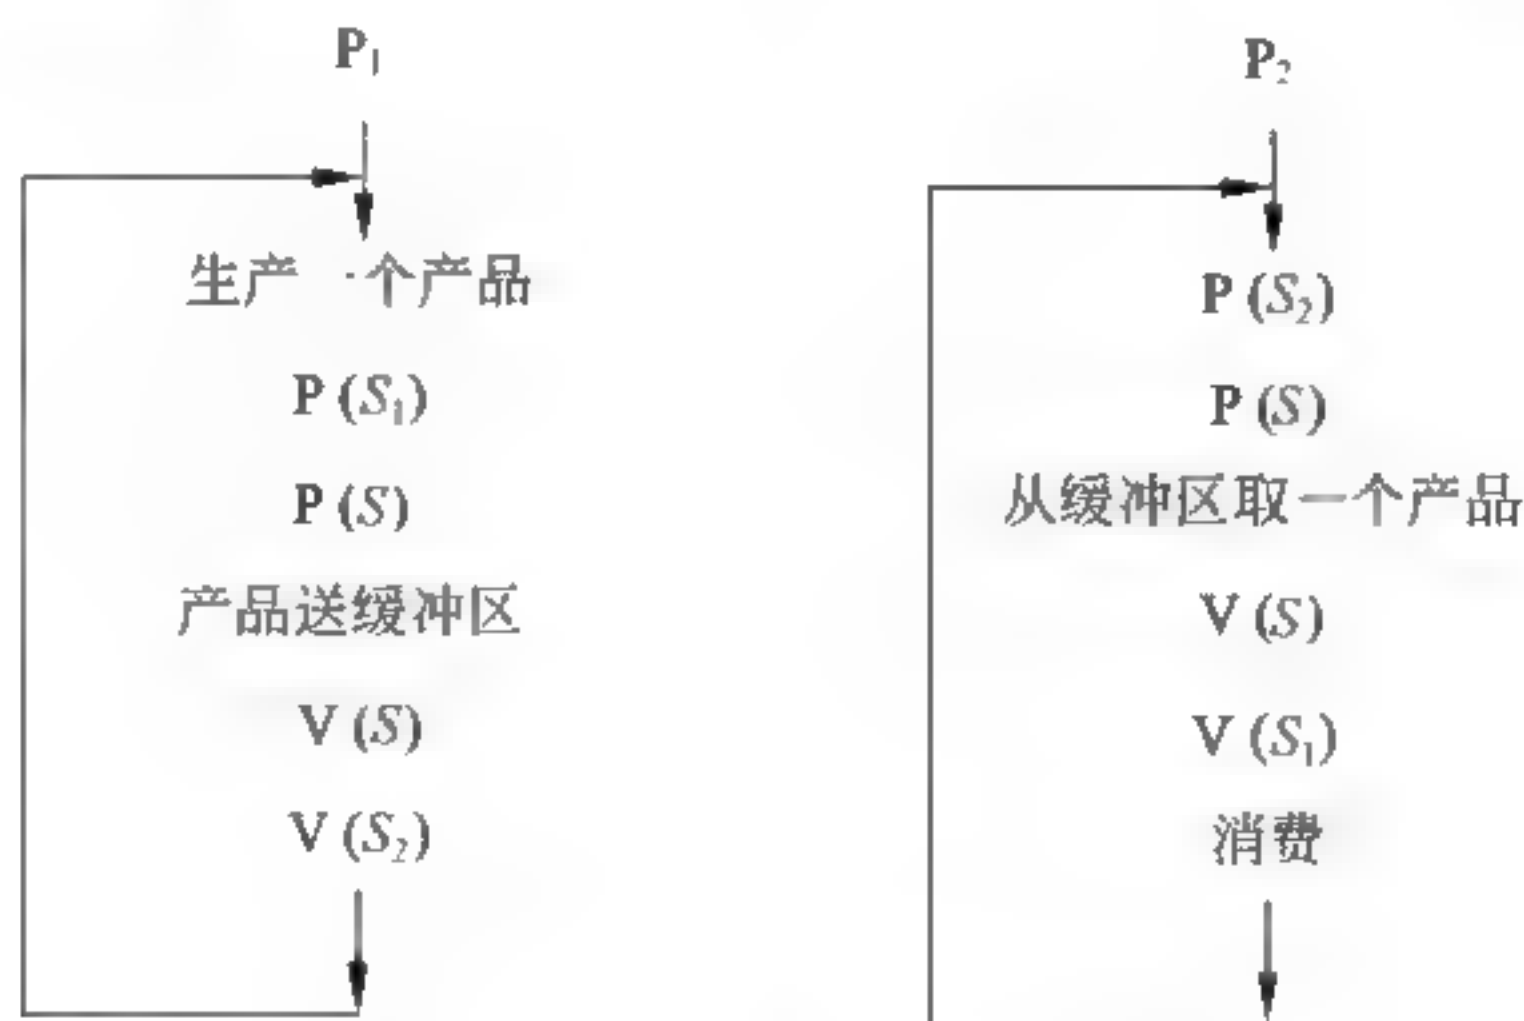 P₁
生产一个产品
P (S₁)
P (S)
产品送缓冲区
V (S)
V (S₂)
P₂
P (S₂)
P (S)
从缓冲区取一个产品
V (S)
V (S₁)
消费